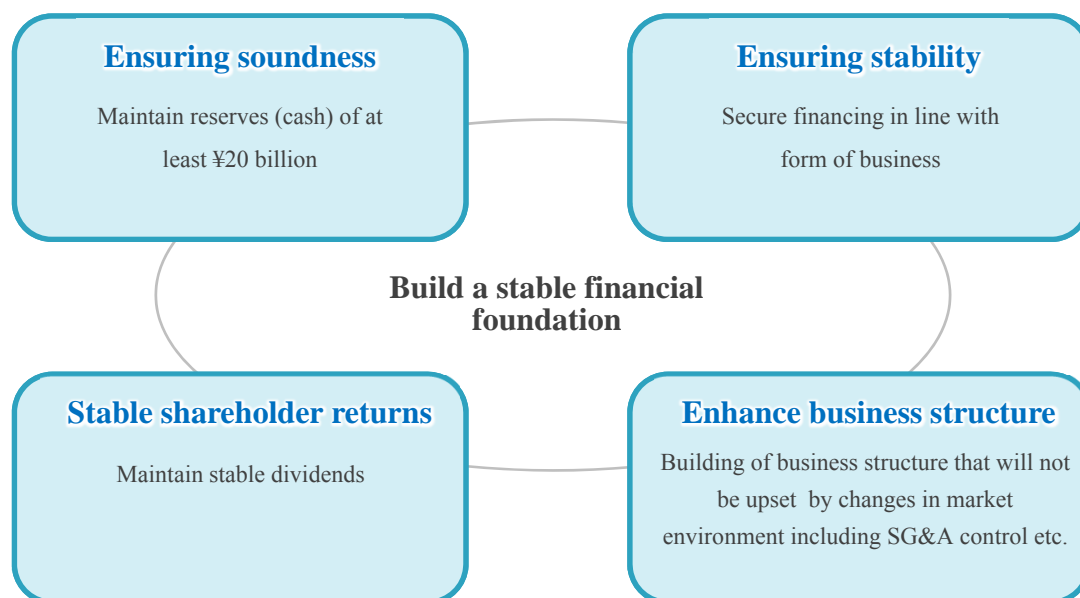 Ensuring soundness
Maintain reserves (cash) of at
least ¥20 billion
Ensuring stability
Secure financing in line with
form of business
Build a stable financial
foundation
Stable shareholder returns
Maintain stable dividends
Enhance business structure
Building of business structure that will not
be upset by changes in market
environment including SG&A control etc.